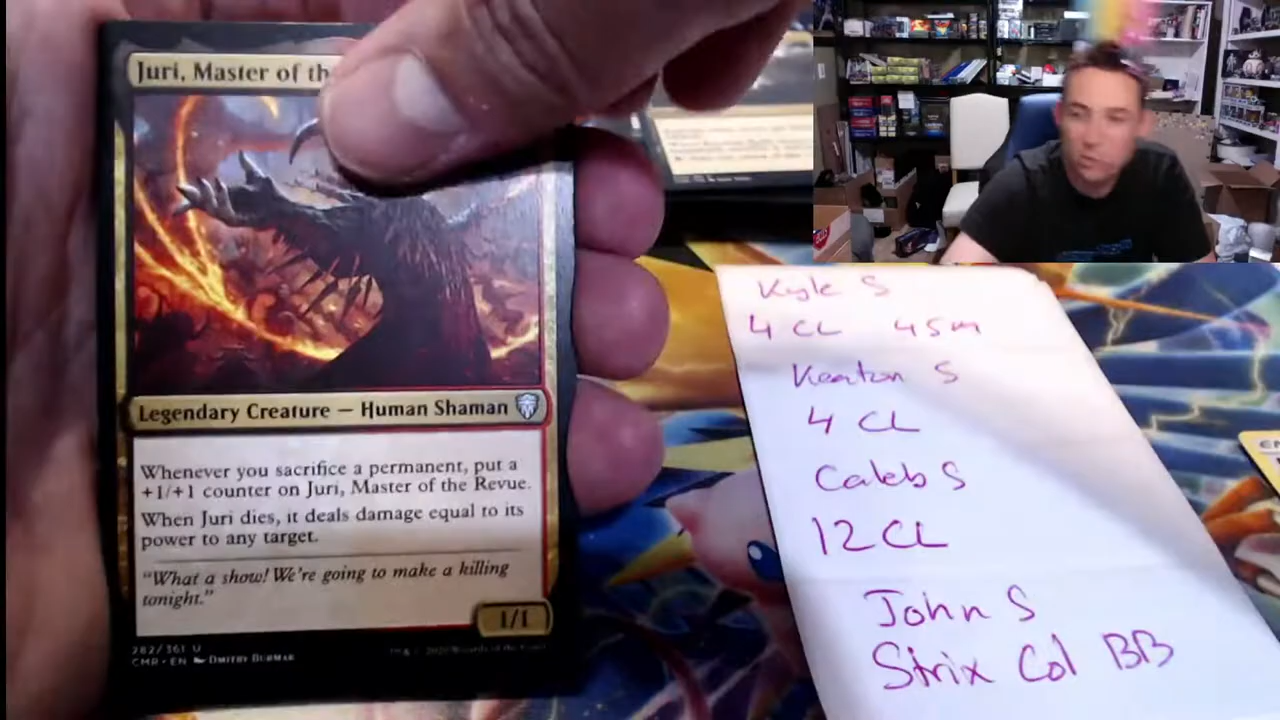 Juri, Master of th
Legendary Creature — Human Shaman
Whenever you sacrifice a permanent, put a
+1/+1 counter on Juri, Master of the Revue.
When Juri dies, it deals damage equal to its
power to any target.
"What a show! We're going to make a killing
tonight."
1/1
282/361 U
CMR • EN Dmitry Burmak
Kyle S
4 CL 45m
Keaton S
4 CL
Caleb S
12 CL
John S
Strix Col BB